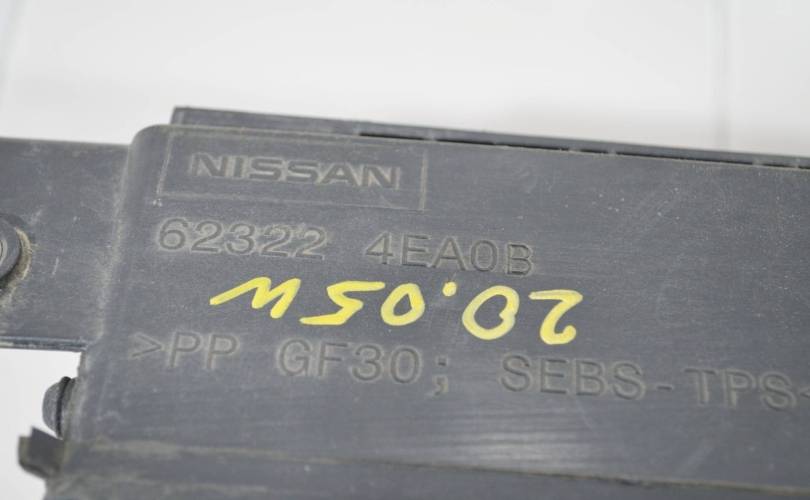 NISSAN
62322 4EA0B
>PP GF30; SEBS-TPS<